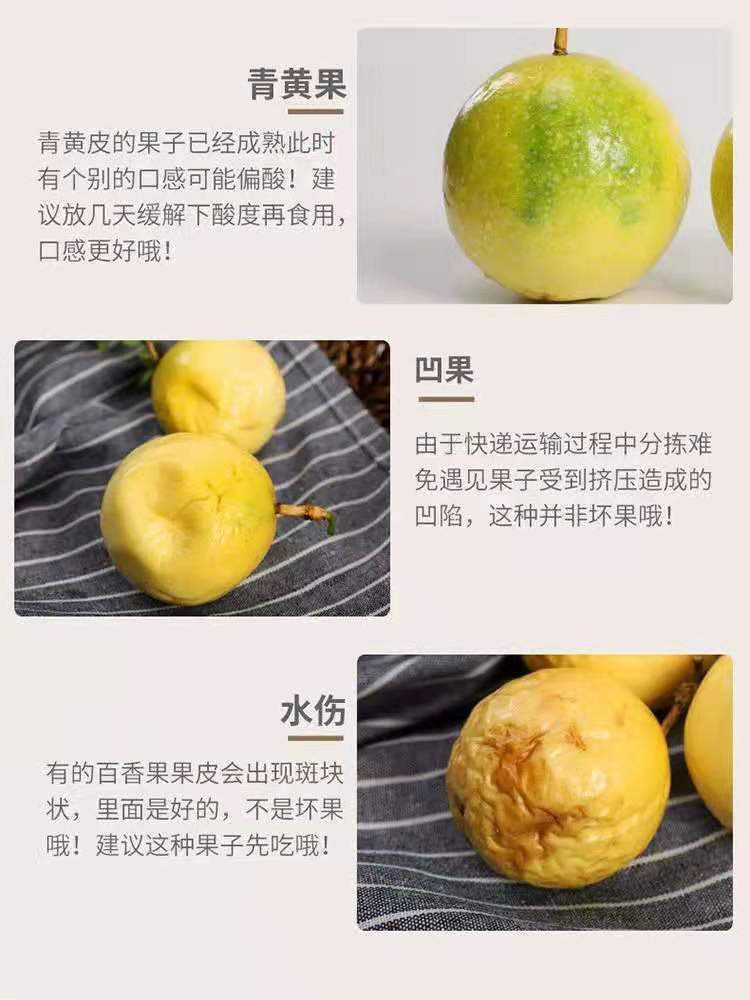 青黄果
青黄皮的果子已经成熟此时
有个别的口感可能偏酸！建
议放几天缓解下酸度再食用，
口感更好哦！
凹果
由于快递运输过程中分拣难
免遇见果子受到挤压造成的
凹陷，这种并非坏果哦！
水伤
有的百香果果皮会出现斑块
状，里面是好的，不是坏果
哦！建议这种果子先吃哦！